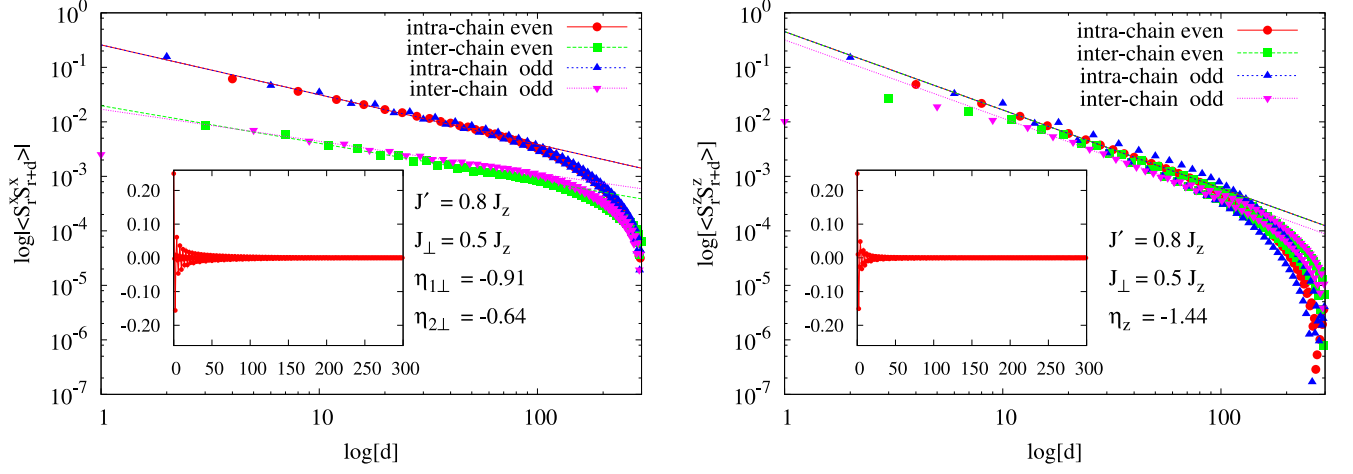 10^0
10^-1
10^-2
10^-3
10^-4
10^-5
10^-6
10^-7
log|<S_r^x S_{r+d}^x>|
intra-chain even
inter-chain even
intra-chain odd
inter-chain odd
0.20
0.10
0.00
-0.10
-0.20
0 50 100 150 200 250 300
J′ = 0.8 J_z
J_⊥ = 0.5 J_z
η_{1⊥} = -0.91
η_{2⊥} = -0.64
1 10 100
log[d]
10^0
10^-1
10^-2
10^-3
10^-4
10^-5
10^-6
10^-7
log[<S_r^z S_{r+d}^z>]
intra-chain even
inter-chain even
intra-chain odd
inter-chain odd
0.20
0.10
0.00
-0.10
-0.20
0 50 100 150 200 250 300
J′ = 0.8 J_z
J_⊥ = 0.5 J_z
η_z = -1.44
1 10 100
log[d]